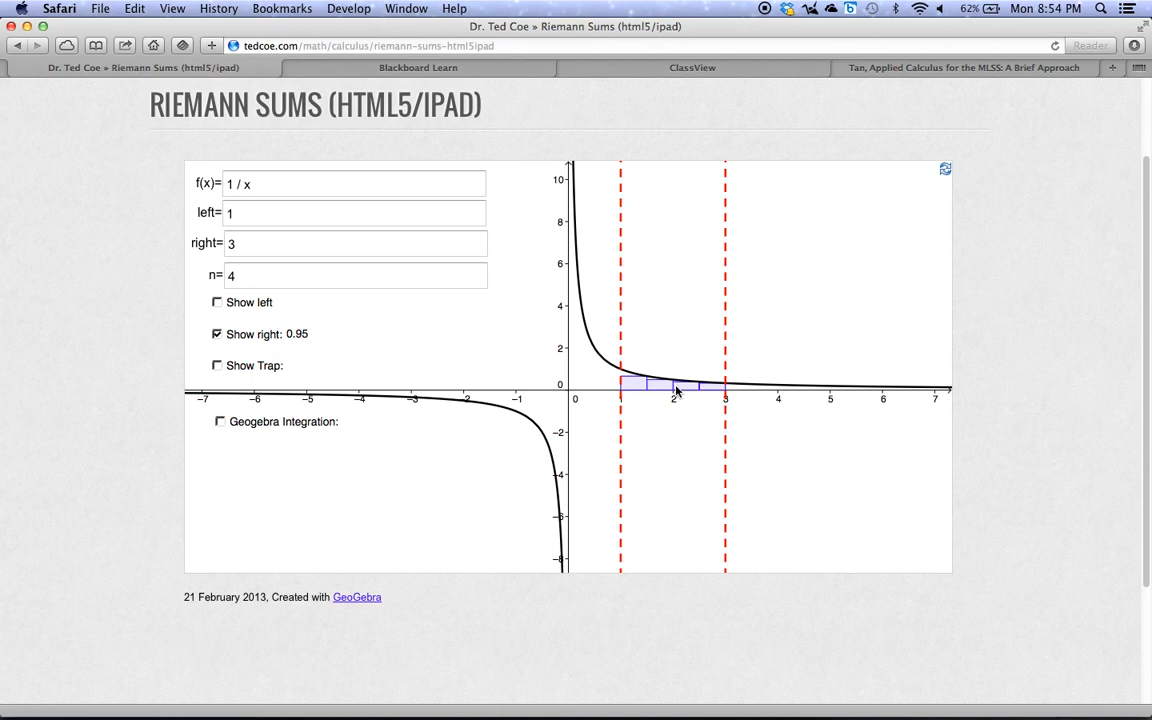 Safari File Edit View History Bookmarks Develop Window Help 62% Mon 8:54 PM
Dr. Ted Coe » Riemann Sums (html5/ipad)
tedcoe.com/math/calculus/riemann-sums-html5ipad Reader
Dr. Ted Coe » Riemann Sums (html5/ipad) Blackboard Learn ClassView Tan, Applied Calculus for the MLSS: A Brief Approach
RIEMANN SUMS (HTML5/IPAD)
f(x)= 1 / x
left= 1
right= 3
n= 4
Show left
Show right: 0.95
Show Trap:
Geogebra Integration:
10
8
6
4
2
0
−7 −6 −5 −4 −3 −2 −1 0 1 2 3 4 5 6 7
−2
−4
−6
−8
21 February 2013, Created with GeoGebra